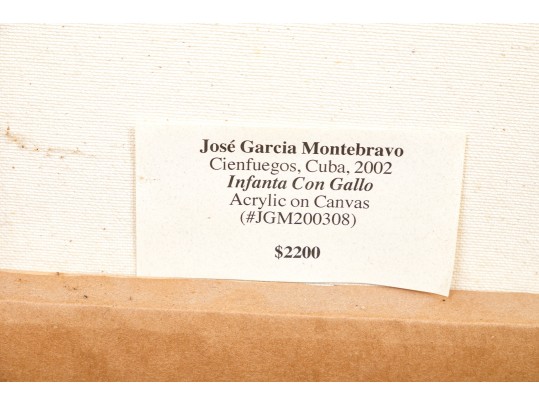 José Garcia Montebravo
Cienfuegos, Cuba, 2002
Infanta Con Gallo
Acrylic on Canvas
(#JGM200308)
$2200